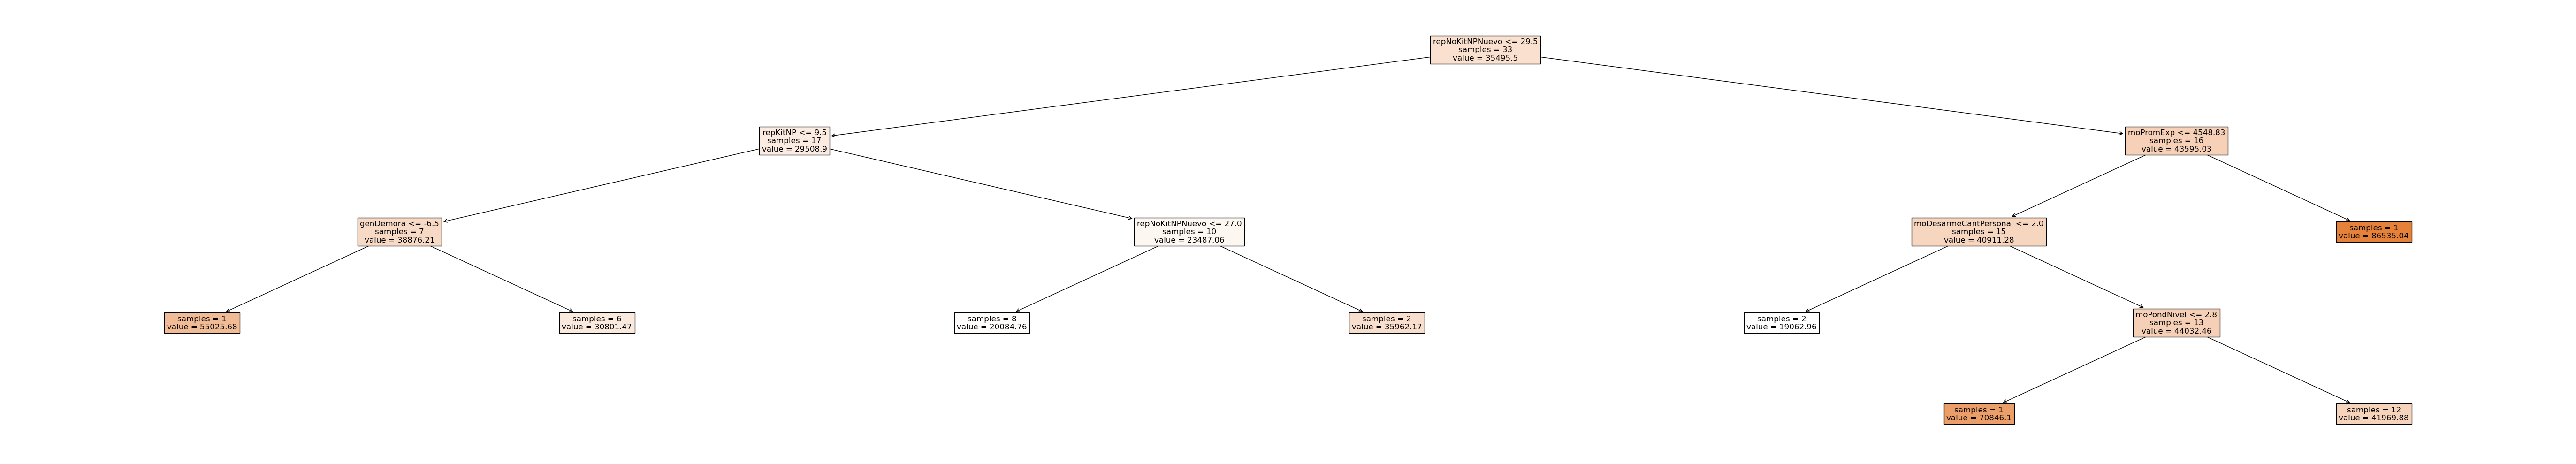 repNoKitNPNuevo <= 29.5
samples = 33
value = 35495.5
repKitNP <= 9.5
samples = 17
value = 29508.9
moPromExp <= 4548.83
samples = 16
value = 43595.03
genDemora <= -6.5
samples = 7
value = 38876.21
repNoKitNPNuevo <= 27.0
samples = 10
value = 23487.06
moDesarmeCantPersonal <= 2.0
samples = 15
value = 40911.28
samples = 1
value = 86535.04
samples = 1
value = 55025.68
samples = 6
value = 30801.47
samples = 8
value = 20084.76
samples = 2
value = 35962.17
samples = 2
value = 19062.96
moPondNivel <= 2.8
samples = 13
value = 44032.46
samples = 1
value = 70846.1
samples = 12
value = 41969.88